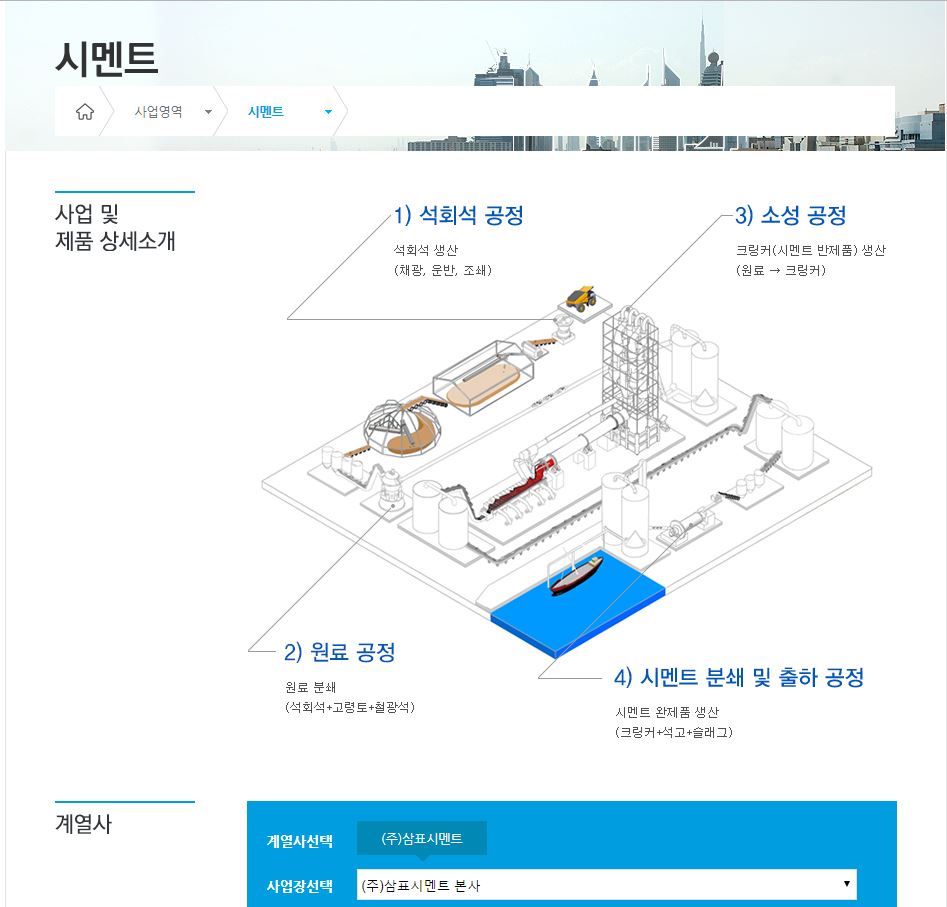 시멘트
사업영역
시멘트
사업 및
제품 상세소개
1) 석회석 공정
석회석 생산
(채광, 운반, 조쇄)
3) 소성 공정
크링커(시멘트 반제품) 생산
(원료 → 크링커)
2) 원료 공정
원료 분쇄
(석회석+고령토+철광석)
4) 시멘트 분쇄 및 출하 공정
시멘트 완제품 생산
(크링커+석고+슬래그)
계열사
계열사선택
(주)삼표시멘트
사업장선택
(주)삼표시멘트 본사